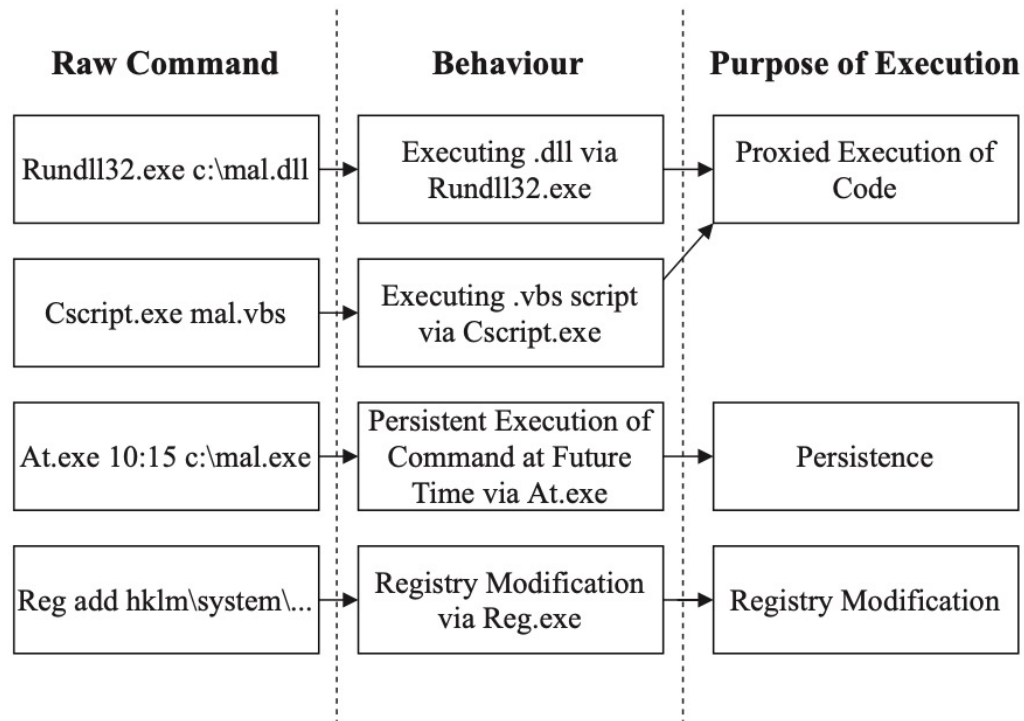 Raw Command
Behaviour
Purpose of Execution
Rundll32.exe c:\mal.dll
Executing .dll via
Rundll32.exe
Proxied Execution of
Code
Cscript.exe mal.vbs
Executing .vbs script
via Cscript.exe
At.exe 10:15 c:\mal.exe
Persistent Execution of
Command at Future
Time via At.exe
Persistence
Reg add hklm\system\...
Registry Modification
via Reg.exe
Registry Modification